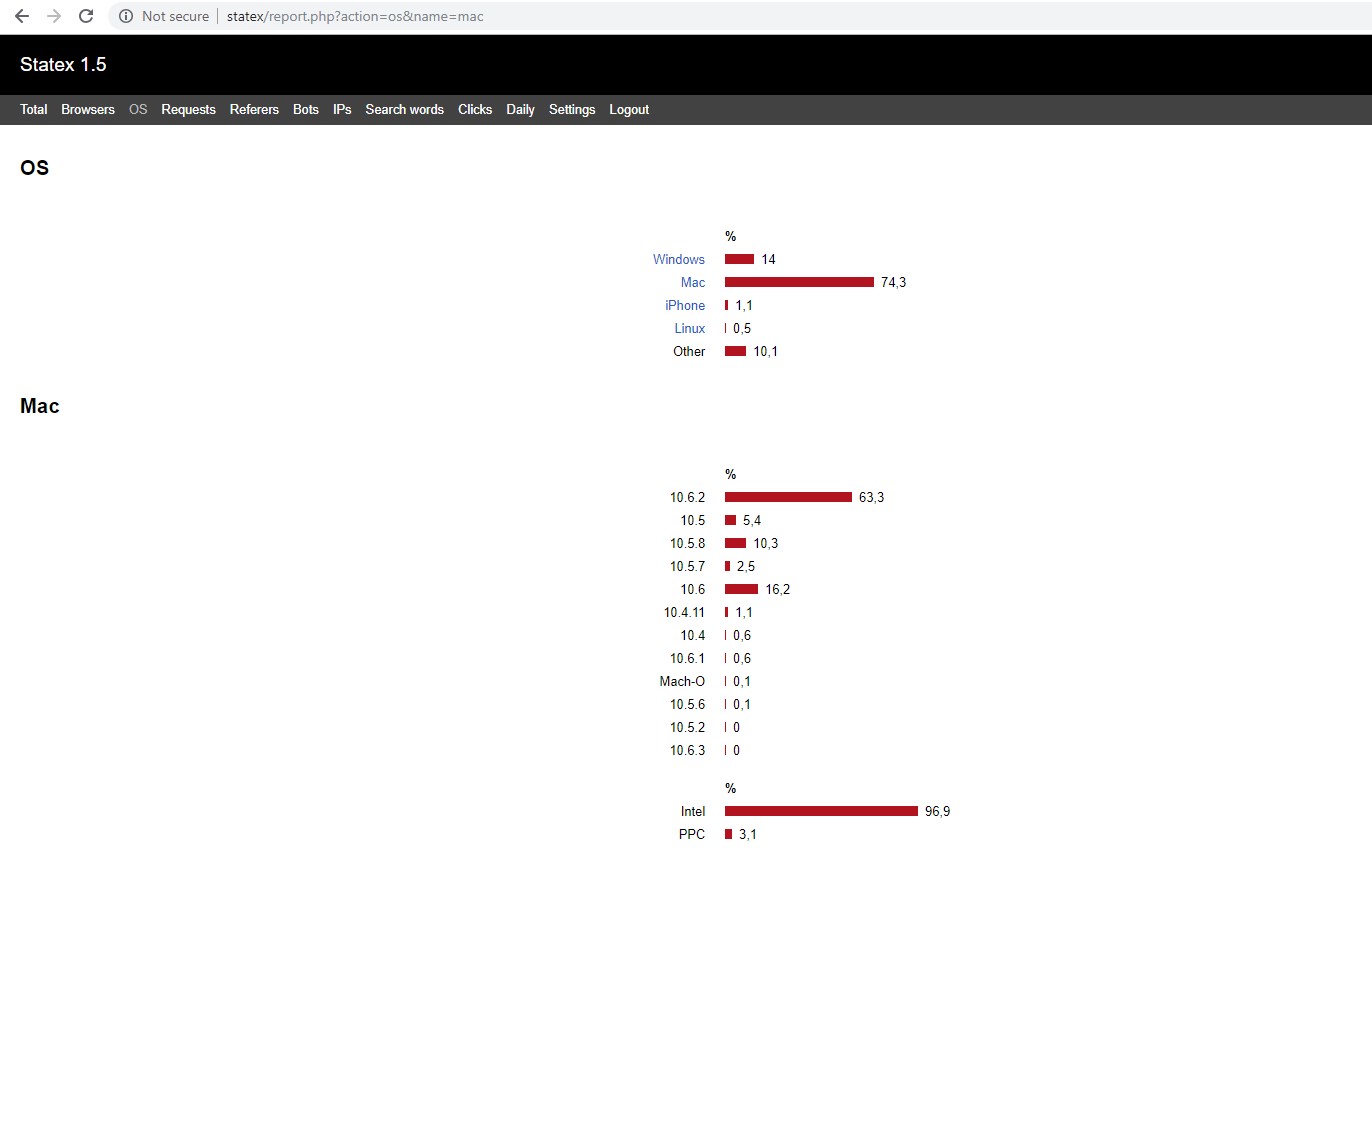 Not secure | statex/report.php?action=os&name=mac
Statex 1.5
Total Browsers OS Requests Referers Bots IPs Search words Clicks Daily Settings Logout
OS
%
Windows 14
Mac 74,3
iPhone 1,1
Linux 0,5
Other 10,1
Mac
%
10.6.2 63,3
10.5 5,4
10.5.8 10,3
10.5.7 2,5
10.6 16,2
10.4.11 1,1
10.4 0,6
10.6.1 0,6
Mach-O 0,1
10.5.6 0,1
10.5.2 0
10.6.3 0
%
Intel 96,9
PPC 3,1